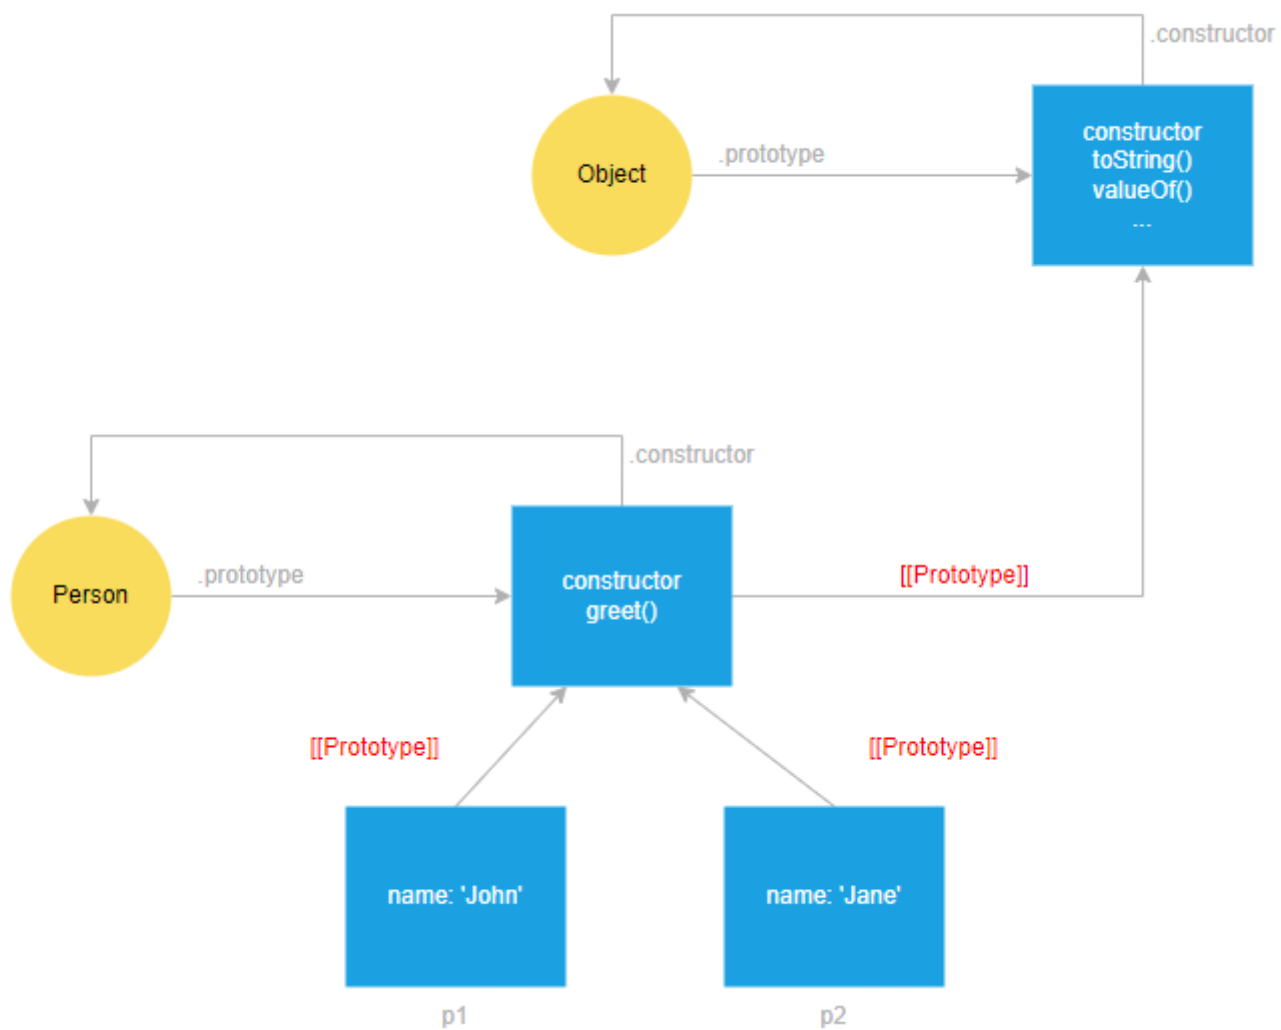 .constructor
Object
.prototype
constructor
toString()
valueOf()
...
.constructor
Person
.prototype
constructor
greet()
[[Prototype]]
[[Prototype]]
[[Prototype]]
name: 'John'
name: 'Jane'
p1
p2